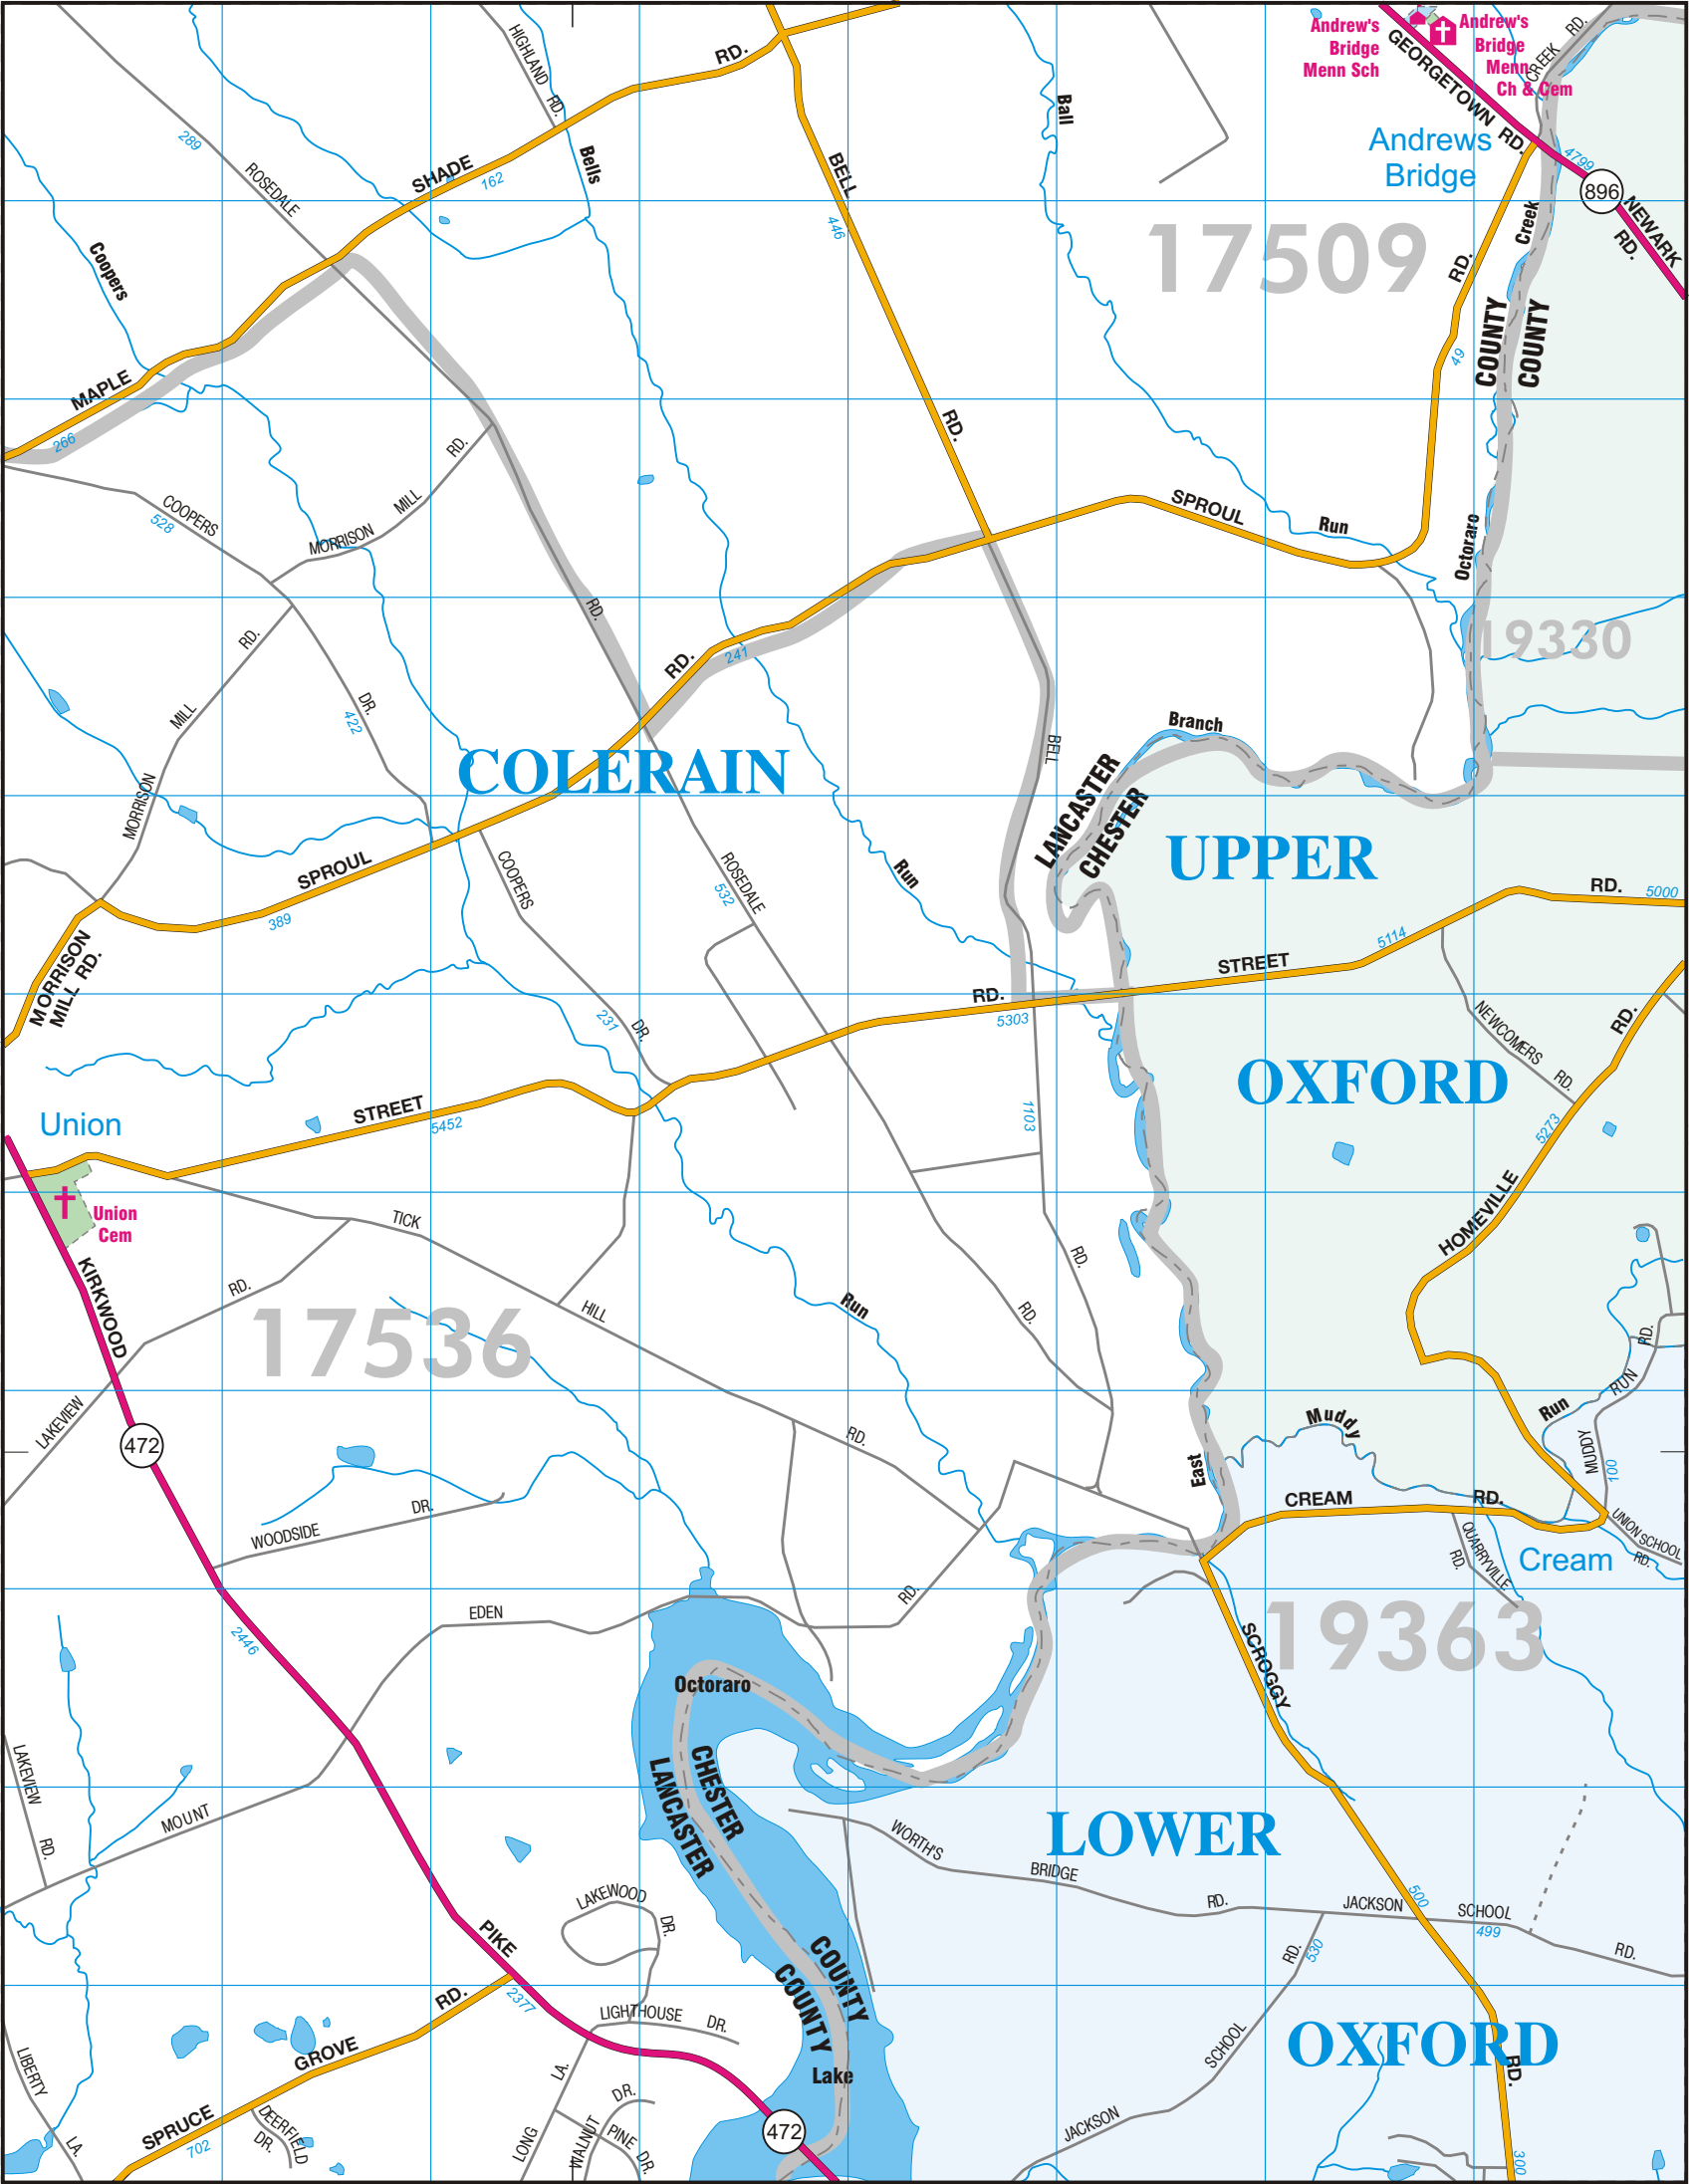 HIGHLAND RD.
RD.
Bells
289
ROSEDALE
SHADE
162
BELL
446
Ball
Andrew's
Bridge
Menn Sch
Andrew's
Bridge
Menn
Ch & Cem
CREEK RD.
GEORGETOWN RD.
Andrews
Bridge
4799
896
NEWARK
RD.
Creek
17509
RD.
COUNTY
COUNTY
49
Coopers
MAPLE
266
RD.
RD.
COOPERS
528
MILL
MORRISON
SPROUL
Run
Octoraro
RD.
RD.
19330
MILL
DR.
422
RD.
241
BELL
Branch
LANCASTER
CHESTER
COLERAIN
MORRISON
UPPER
SPROUL
389
COOPERS
ROSEDALE
532
Run
RD.
5000
5114
STREET
MORRISON
MILL RD.
RD.
5303
231
DR.
NEWCOMERS
RD.
RD.
OXFORD
Union
STREET
5452
1103
5273
Union
Cem
TICK
HOMEVILLE
KIRKWOOD
RD.
HILL
Run
RD.
RD.
17536
RD.
RUN
LAKEVIEW
472
RD.
Muddy
Run
MUDDY
100
East
WOODSIDE
DR.
CREAM
RD.
UNION SCHOOL
RD.
QUARRYVILLE
RD.
Cream
EDEN
RD.
19363
2446
SCROGGY
Octoraro
LAKEVIEW
RD.
MOUNT
CHESTER
LANCASTER
LOWER
WORTH'S
BRIDGE
RD.
JACKSON
500
SCHOOL
499
RD.
LAKEWOOD
DR.
PIKE
COUNTY
COUNTY
RD.
530
RD.
2377
LIGHTHOUSE
DR.
GROVE
SCHOOL
OXFORD
RD.
LIBERTY
LA.
LA.
Lake
SPRUCE
702
DEERFIELD
DR.
LONG
WALNUT
DR.
PINE
DR.
472
JACKSON
300